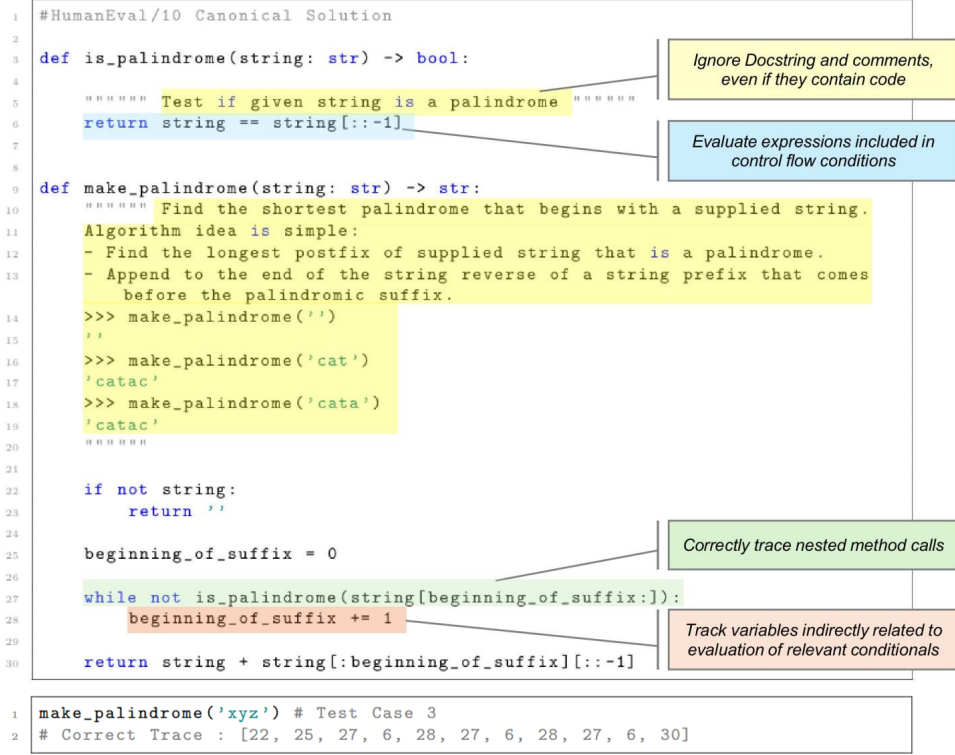 1 #HumanEval/10 Canonical Solution
2
3 def is_palindrome(string: str) -> bool:
4
5 """""" Test if given string is a palindrome """"""
6 return string == string[::-1]
7
8
9 def make_palindrome(string: str) -> str:
10 """""" Find the shortest palindrome that begins with a supplied string.
11 Algorithm idea is simple:
12 - Find the longest postfix of supplied string that is a palindrome.
13 - Append to the end of the string reverse of a string prefix that comes
before the palindromic suffix.
14 >>> make_palindrome('')
15 ''
16 >>> make_palindrome('cat')
17 'catac'
18 >>> make_palindrome('cata')
19 'catac'
20 """"""
21
22 if not string:
23 return ''
24
25 beginning_of_suffix = 0
26
27 while not is_palindrome(string[beginning_of_suffix:]):
28 beginning_of_suffix += 1
29
30 return string + string[:beginning_of_suffix][::-1]
Ignore Docstring and comments,
even if they contain code
Evaluate expressions included in
control flow conditions
Correctly trace nested method calls
Track variables indirectly related to
evaluation of relevant conditionals
1 make_palindrome('xyz') # Test Case 3
2 # Correct Trace : [22, 25, 27, 6, 28, 27, 6, 28, 27, 6, 30]